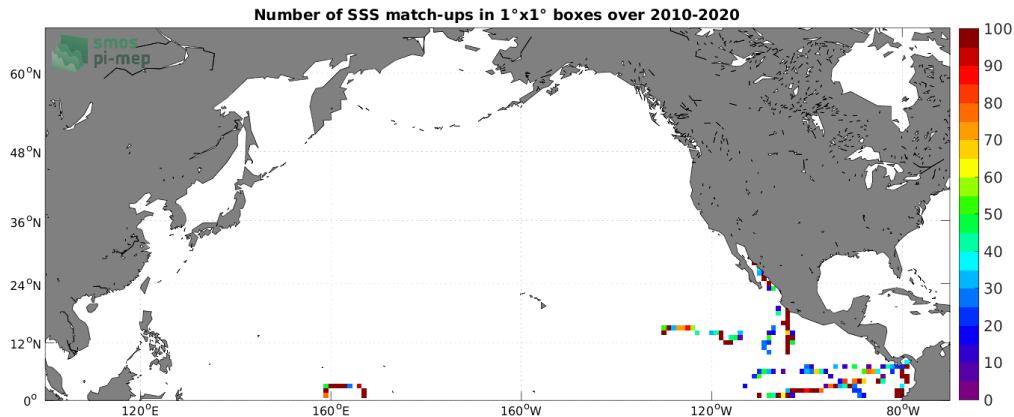 Number of SSS match-ups in 1°x1° boxes over 2010-2020
smos
pi-mep
60°N
48°N
36°N
24°N
12°N
0°
120°E
160°E
160°W
120°W
80°W
100
90
80
70
60
50
40
30
20
10
0